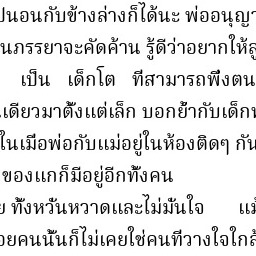 ปนอนกับข้างล่างก็ได้นะ พ่ออนุญา
นภรรยาจะคัดค้าน รู้ดีว่าอยากให้ลู
เป็น เด็กโต ที่สามารถพึ่งตน
เดียวมาตั้งแต่เล็ก บอกย้ำกับเด็ก
ในเมื่อพ่อกับแม่อยู่ในห้องติดๆ กัน
ของแกก็มีอยู่อีกทั้งคน
ย ทั้งหวั่นหวาดและไม่มั่นใจ แม้
อยคนนั้นก็ไม่เคยใช่คนที่วางใจใกล้